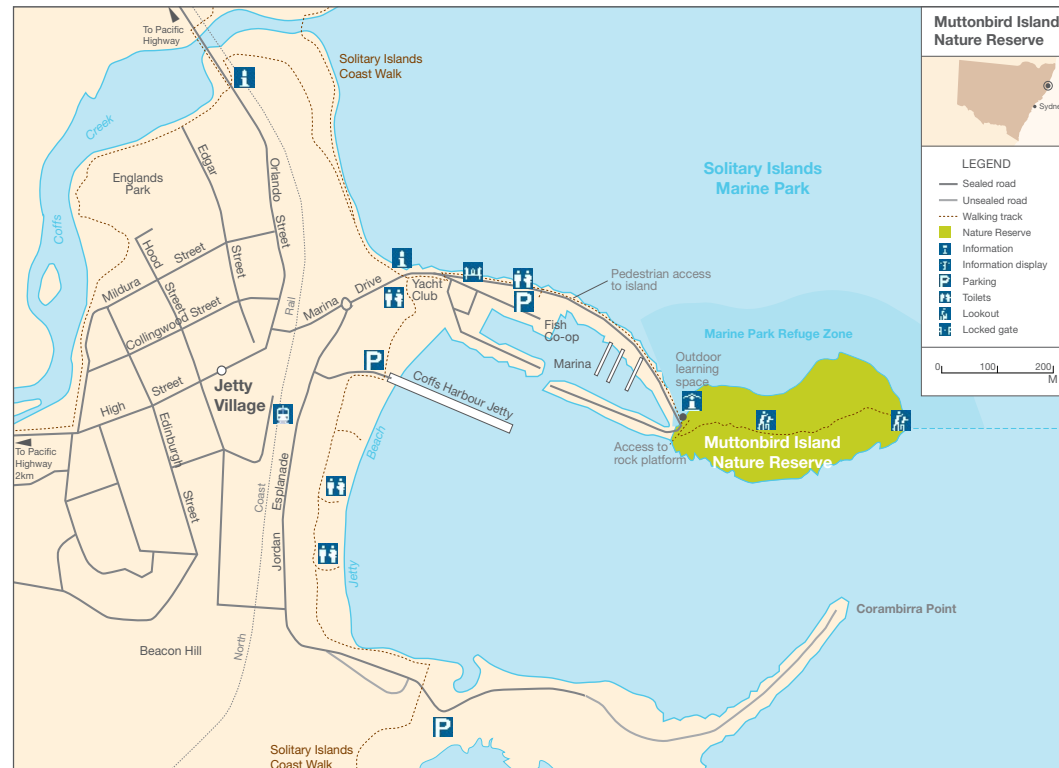 To Pacific
Highway
Solitary Islands
Coast Walk
Creek
Coffs
Englands
Park
Edgar
Street
Orlando
Street
Hood
Street
Mildura Street
Collingwood Street
High Street
Edinburgh
Street
Rail
Coast
North
Marina Drive
Jetty
Village
To Pacific
Highway
2km
Jordan Esplanade
Beacon Hill
Jetty Beach
P
Coffs Harbour Jetty
Yacht
Club
P
Fish
Co-op
Marina
Pedestrian access
to island
Solitary Islands
Marine Park
Marine Park Refuge Zone
Outdoor
learning
space
Access to
rock platform
Muttonbird Island
Nature Reserve
Corambirra Point
P
Solitary Islands
Coast Walk
Muttonbird Island
Nature Reserve
Sydne
LEGEND
Sealed road
Unsealed road
Walking track
Nature Reserve
Information
Information display
P Parking
Toilets
Lookout
Locked gate
0 100 200
M